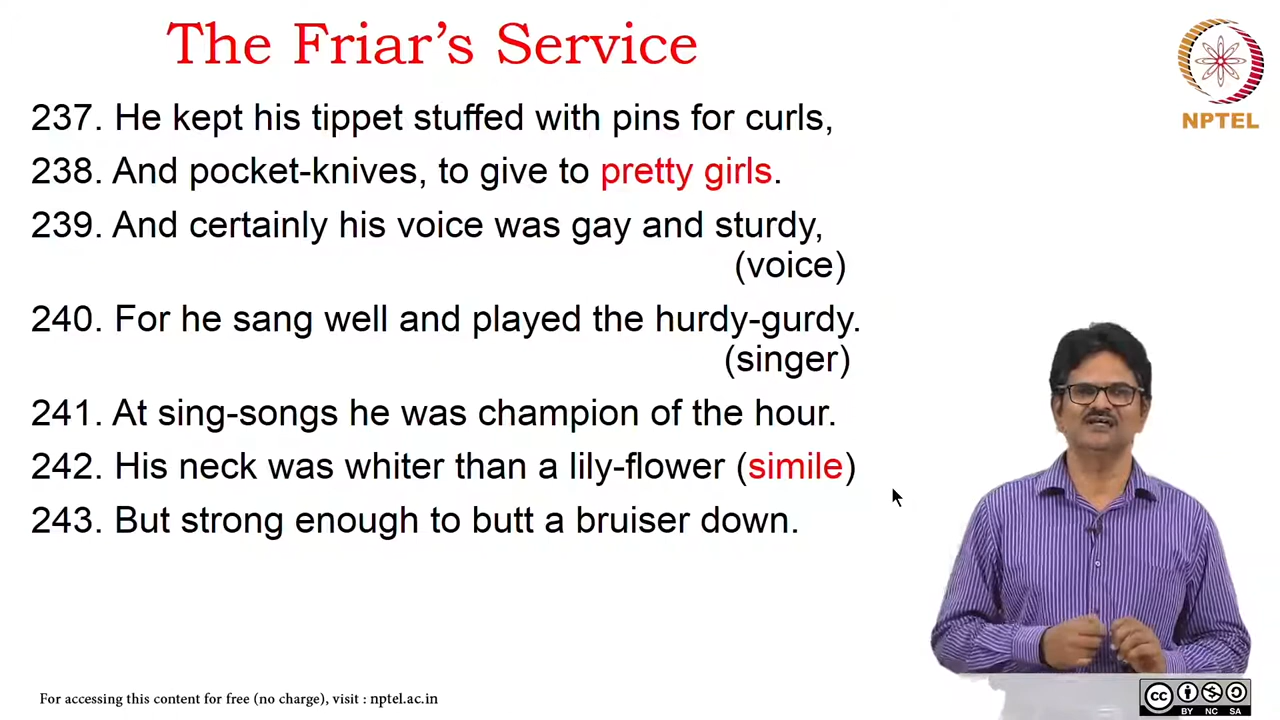 The Friar’s Service
NPTEL
237. He kept his tippet stuffed with pins for curls,
238. And pocket-knives, to give to pretty girls.
239. And certainly his voice was gay and sturdy,
(voice)
240. For he sang well and played the hurdy-gurdy.
(singer)
241. At sing-songs he was champion of the hour.
242. His neck was whiter than a lily-flower (simile)
243. But strong enough to butt a bruiser down.
For accessing this content for free (no charge), visit : nptel.ac.in
CC
BY NC SA